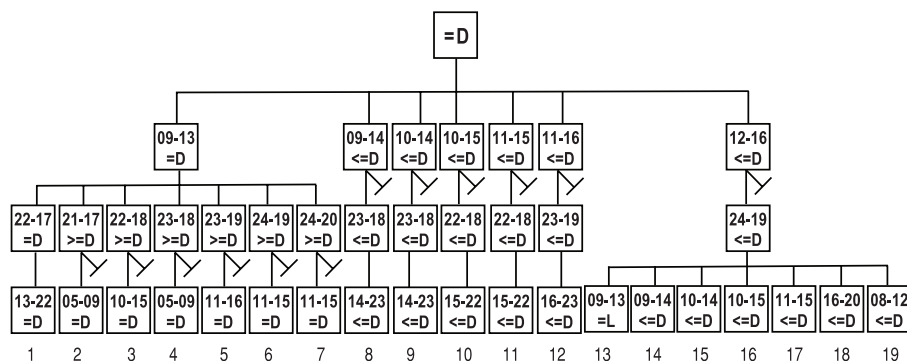 =D
09-13
=D
09-14
<=D
10-14
<=D
10-15
<=D
11-15
<=D
11-16
<=D
12-16
<=D
22-17
=D
21-17
>=D
22-18
>=D
23-18
>=D
23-19
>=D
24-19
>=D
24-20
>=D
23-18
<=D
23-18
<=D
22-18
<=D
22-18
<=D
23-19
<=D
24-19
<=D
13-22
=D
05-09
=D
10-15
=D
05-09
=D
11-16
=D
11-15
=D
11-15
=D
14-23
<=D
14-23
<=D
15-22
<=D
15-22
<=D
16-23
<=D
09-13
=L
09-14
<=D
10-14
<=D
10-15
<=D
11-15
<=D
16-20
<=D
08-12
<=D
1 2 3 4 5 6 7 8 9 10 11 12 13 14 15 16 17 18 19